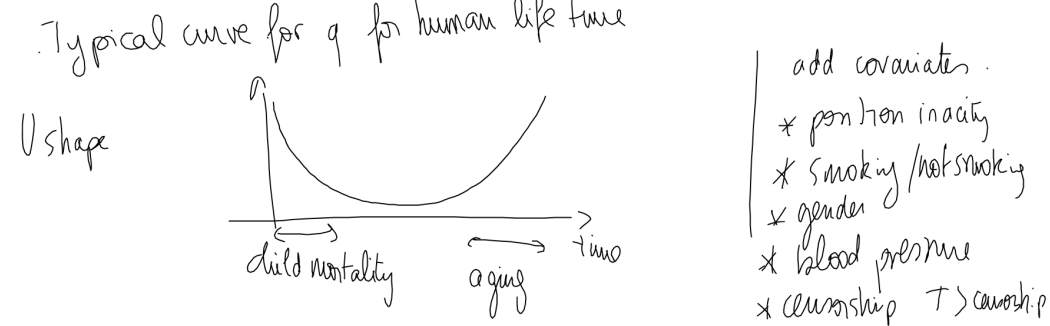 Typical curve for q for human life time
U shape
time
child mortality
aging
add covariates.
* position in a city
* smoking / not smoking
* gender
* blood pressure
* censorship T > censorship